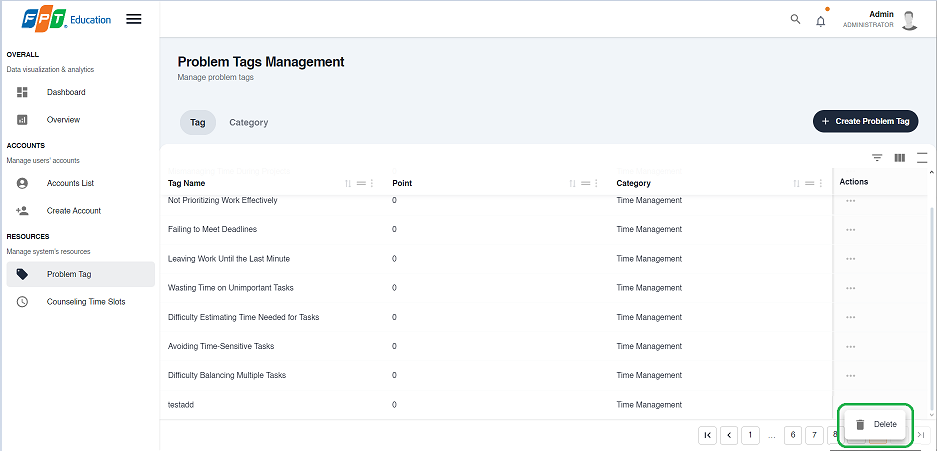 FPT Education
Admin
ADMINISTRATOR
OVERALL
Data visualization & analytics
Dashboard
Overview
ACCOUNTS
Manage users' accounts
Accounts List
Create Account
RESOURCES
Manage system's resources
Problem Tag
Counseling Time Slots
Problem Tags Management
Manage problem tags
Tag Category
+ Create Problem Tag
Tag Name Point Category Actions
Not Prioritizing Work Effectively 0 Time Management ...
Failing to Meet Deadlines 0 Time Management ...
Leaving Work Until the Last Minute 0 Time Management ...
Wasting Time on Unimportant Tasks 0 Time Management ...
Difficulty Estimating Time Needed for Tasks 0 Time Management ...
Avoiding Time-Sensitive Tasks 0 Time Management ...
Difficulty Balancing Multiple Tasks 0 Time Management ...
testadd 0 Time Management
Delete
1 ... 6 7 8